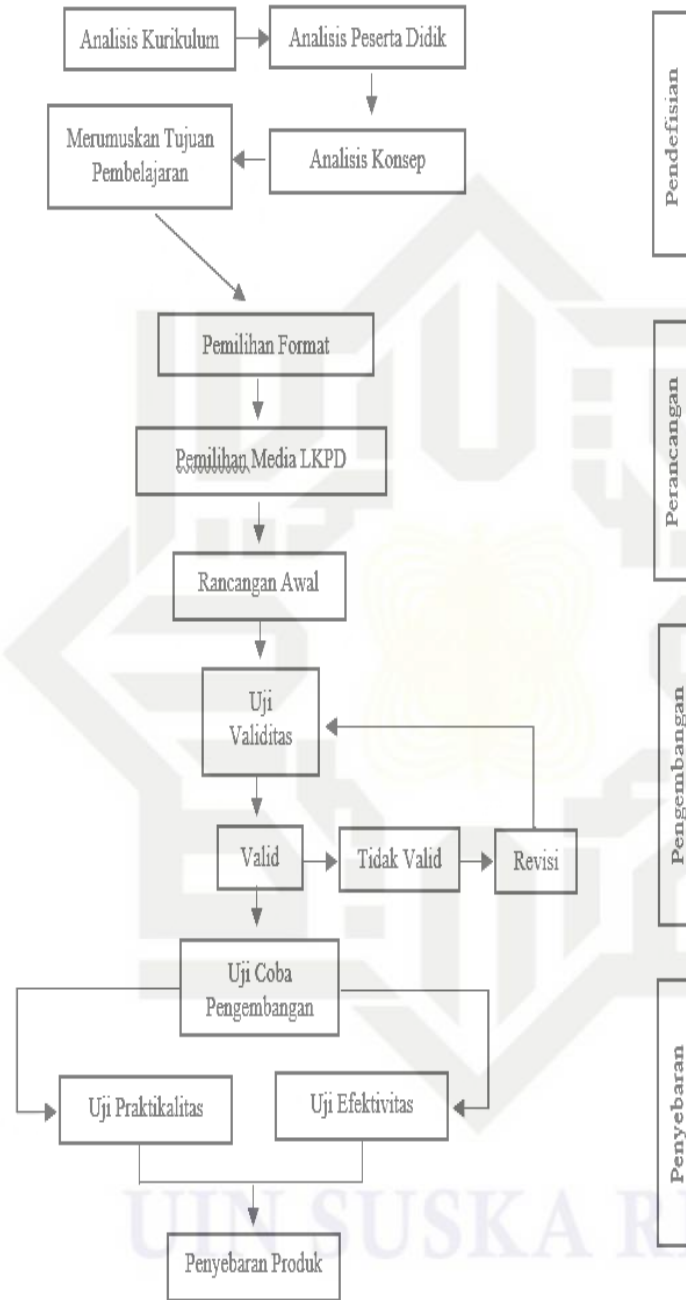 Analisis Kurikulum
Analisis Peserta Didik
Merumuskan Tujuan
Pembelajaran
Analisis Konsep
Pendefisian
Pemilihan Format
Pemilihan Media LKPD
Rancangan Awal
Perancangan
Uji
Validitas
Valid
Tidak Valid
Revisi
Pengembangan
Uji Coba
Pengembangan
Uji Praktikalitas
Uji Efektivitas
Penyebaran Produk
Penyebaran
UIN SUSKA